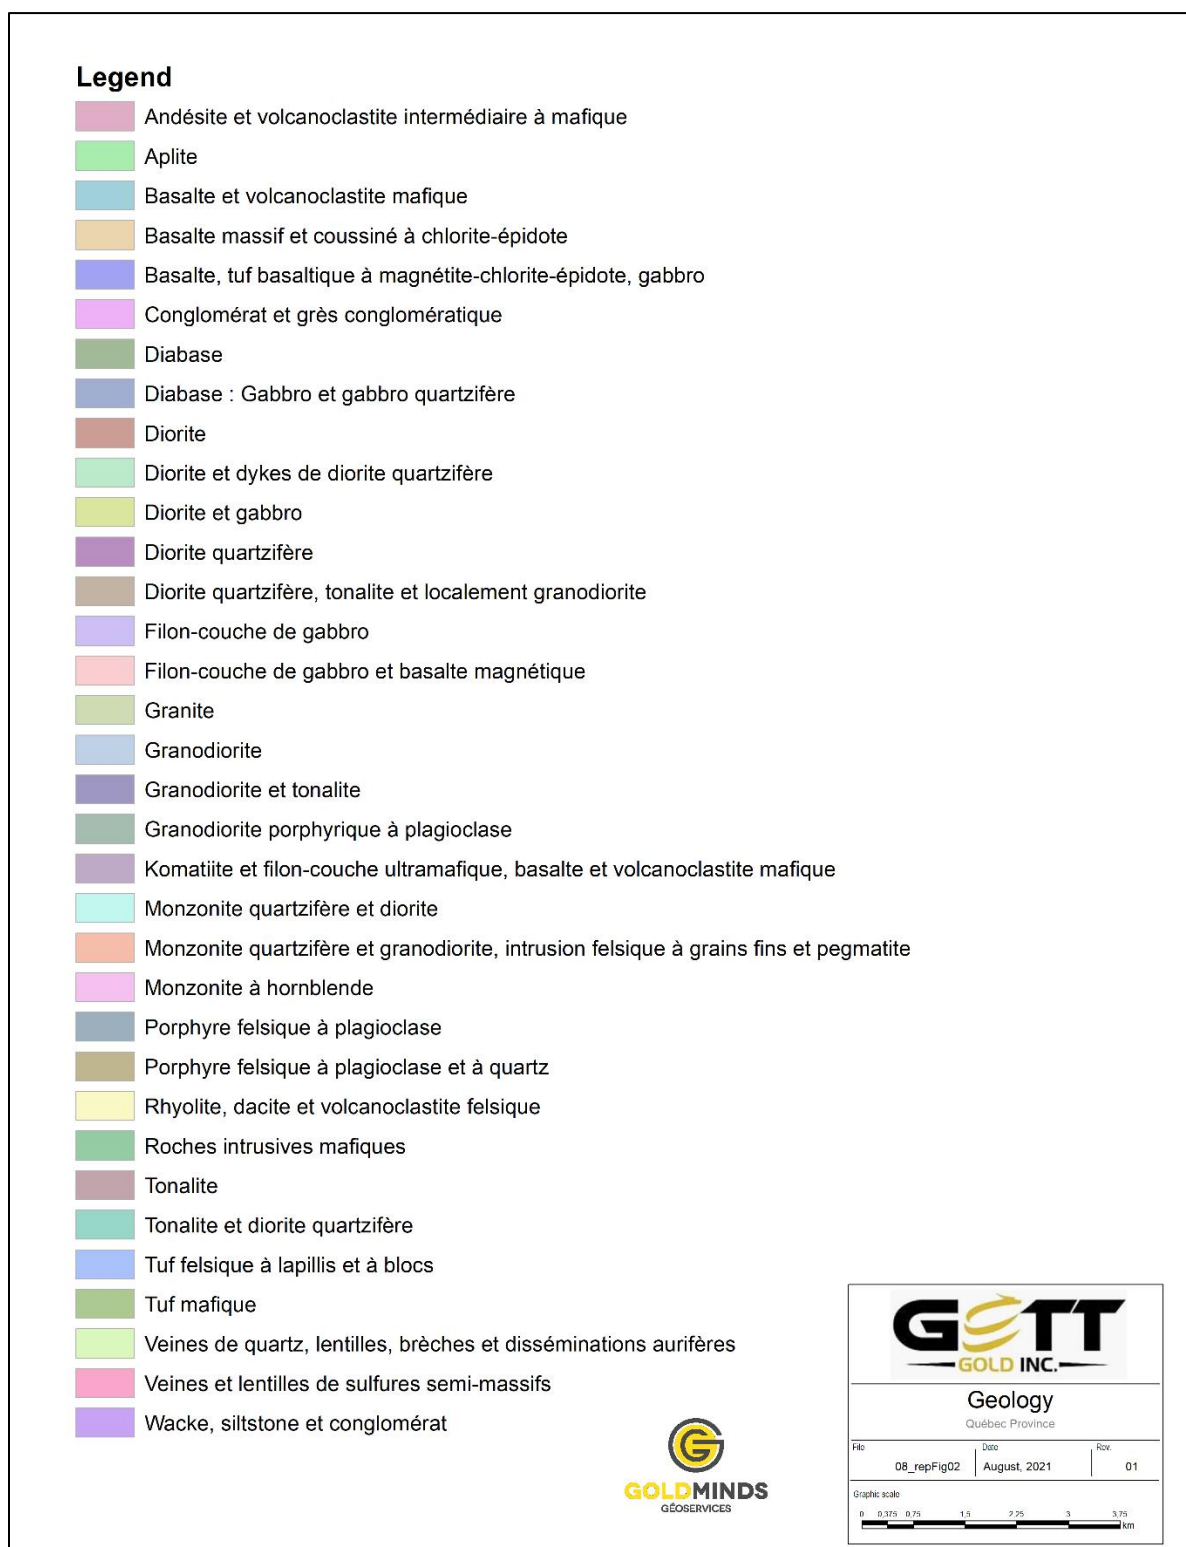 Legend
Andésite et volcanoclastite intermédiaire à mafique
Aplite
Basalte et volcanoclastite mafique
Basalte massif et coussiné à chlorite-épidote
Basalte, tuf basaltique à magnétite-chlorite-épidote, gabbro
Conglomérat et grès conglomératique
Diabase
Diabase : Gabbro et gabbro quartzifère
Diorite
Diorite et dykes de diorite quartzifère
Diorite et gabbro
Diorite quartzifère
Diorite quartzifère, tonalite et localement granodiorite
Filon-couche de gabbro
Filon-couche de gabbro et basalte magnétique
Granite
Granodiorite
Granodiorite et tonalite
Granodiorite porphyrique à plagioclase
Komatiite et filon-couche ultramafique, basalte et volcanoclastite mafique
Monzonite quartzifère et diorite
Monzonite quartzifère et granodiorite, intrusion felsique à grains fins et pegmatite
Monzonite à hornblende
Porphyre felsique à plagioclase
Porphyre felsique à plagioclase et à quartz
Rhyolite, dacite et volcanoclastite felsique
Roches intrusives mafiques
Tonalite
Tonalite et diorite quartzifère
Tuf felsique à lapillis et à blocs
Tuf mafique
Veines de quartz, lentilles, brèches et disséminations aurifères
Veines et lentilles de sulfures semi-massifs
Wacke, siltstone et conglomérat
GOLDMINDS
GÉOSERVICES
GETT
GOLD INC.
Geology
Québec Province
File Date Rev.
08_repFig02 August, 2021 01
Graphic scale
0 0,375 0,75 1,5 2,25 3 3,75
km